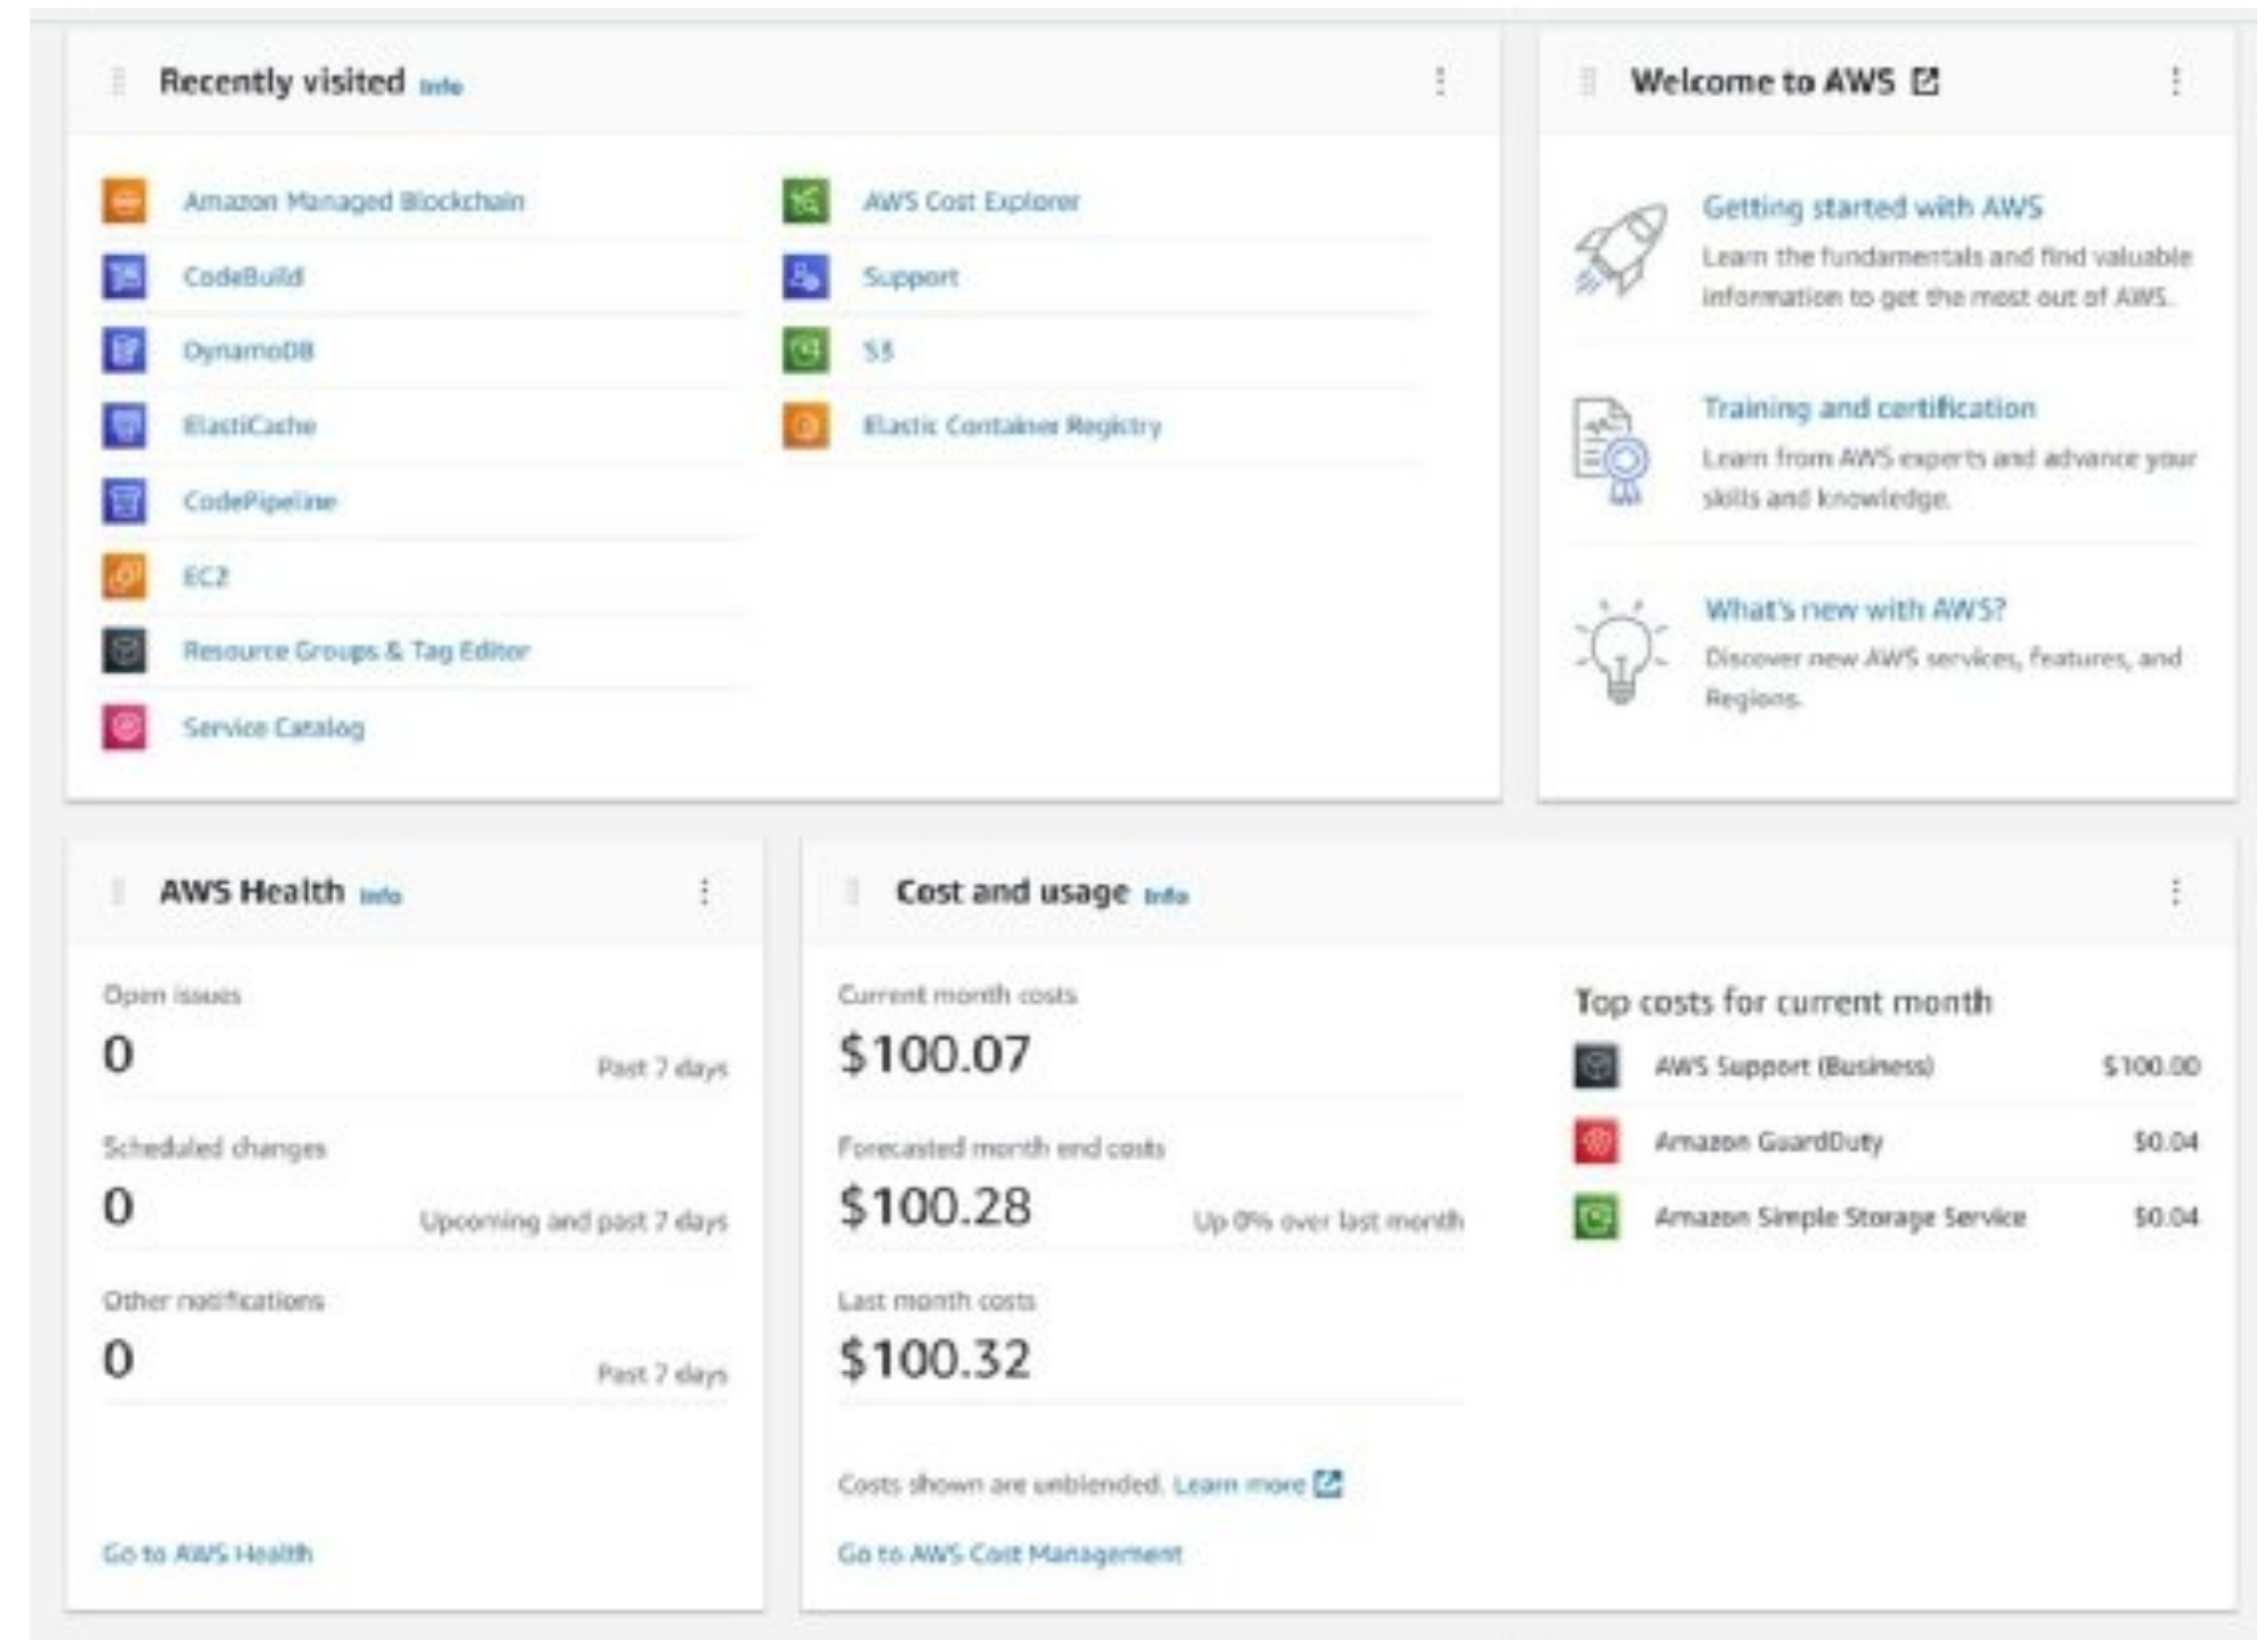 Recently visited Info
Amazon Managed Blockchain
CodeBuild
DynamoDB
ElastiCache
CodePipeline
EC2
Resource Groups & Tag Editor
Service Catalog
AWS Cost Explorer
Support
S3
Elastic Container Registry
Welcome to AWS
Getting started with AWS
Learn the fundamentals and find valuable
information to get the most out of AWS.
Training and certification
Learn from AWS experts and advance your
skills and knowledge.
What's new with AWS?
Discover new AWS services, features, and
Regions.
AWS Health Info
Open issues
0 Past 7 days
Scheduled changes
0 Upcoming and past 7 days
Other notifications
0 Past 7 days
Go to AWS Health
Cost and usage Info
Current month costs
$100.07
Forecasted month end costs
$100.28 Up 0% over last month
Last month costs
$100.32
Costs shown are unblended. Learn more
Go to AWS Cost Management
Top costs for current month
AWS Support (Business) $100.00
Amazon GuardDuty $0.04
Amazon Simple Storage Service $0.04